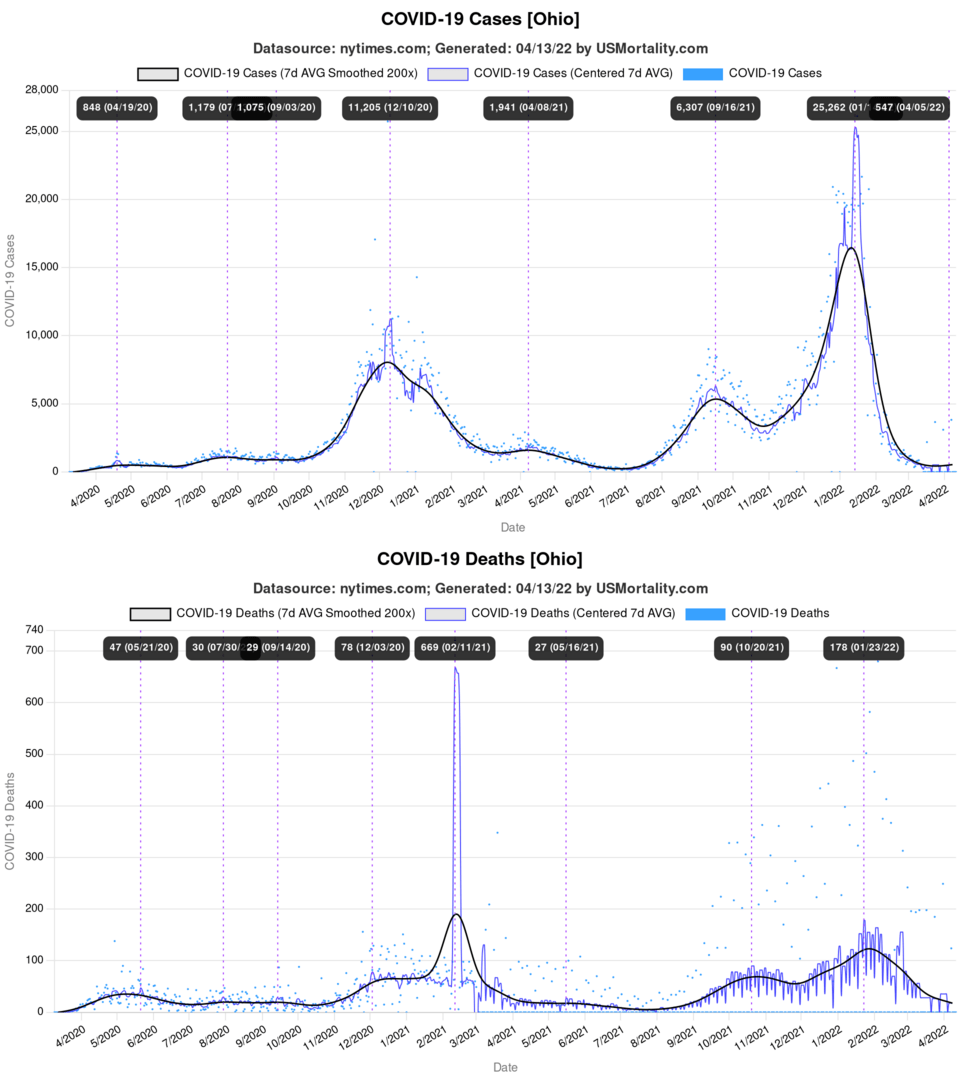 COVID-19 Cases [Ohio]
Datasource: nytimes.com; Generated: 04/13/22 by USMortality.com
COVID-19 Cases (7d AVG Smoothed 200x) COVID-19 Cases (Centered 7d AVG) COVID-19 Cases
28,000
848 (04/19/20) 1,179 (07 1,075 (09/03/20) 11,205 (12/10/20) 1,941 (04/08/21) 6,307 (09/16/21) 25,262 (01/ 547 (04/05/22)
25,000
20,000
15,000
10,000
5,000
0
COVID-19 Cases
4/2020 5/2020 6/2020 7/2020 8/2020 9/2020 10/2020 11/2020 12/2020 1/2021 2/2021 3/2021 4/2021 5/2021 6/2021 7/2021 8/2021 9/2021 10/2021 11/2021 12/2021 1/2022 2/2022 3/2022 4/2022
Date
COVID-19 Deaths [Ohio]
Datasource: nytimes.com; Generated: 04/13/22 by USMortality.com
COVID-19 Deaths (7d AVG Smoothed 200x) COVID-19 Deaths (Centered 7d AVG) COVID-19 Deaths
740
47 (05/21/20) 30 (07/30/ 29 (09/14/20) 78 (12/03/20) 669 (02/11/21) 27 (05/16/21) 90 (10/20/21) 178 (01/23/22)
700
600
500
400
300
200
100
0
COVID-19 Deaths
4/2020 5/2020 6/2020 7/2020 8/2020 9/2020 10/2020 11/2020 12/2020 1/2021 2/2021 3/2021 4/2021 5/2021 6/2021 7/2021 8/2021 9/2021 10/2021 11/2021 12/2021 1/2022 2/2022 3/2022 4/2022
Date